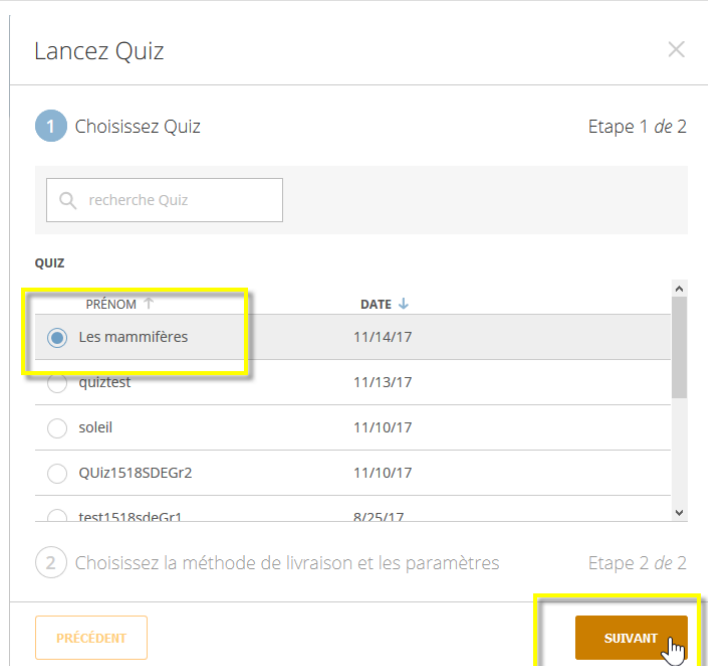 Lancez Quiz
1 Choisissez Quiz Etape 1 de 2
recherche Quiz
QUIZ
PRÉNOM DATE
Les mammifères 11/14/17
quiztest 11/13/17
soleil 11/10/17
QUiz1518SDEGr2 11/10/17
test1518sdeGr1 8/25/17
2 Choisissez la méthode de livraison et les paramètres Etape 2 de 2
PRÉCÉDENT SUIVANT